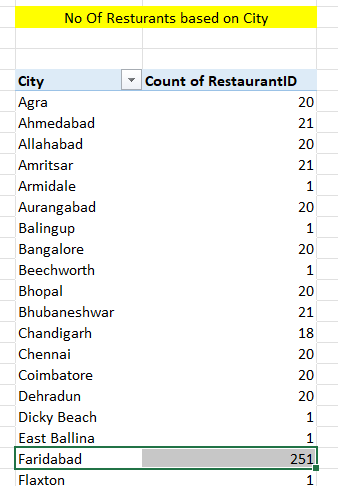 No Of Resturants based on City
City Count of RestaurantID
Agra 20
Ahmedabad 21
Allahabad 20
Amritsar 21
Armidale 1
Aurangabad 20
Balingup 1
Bangalore 20
Beechworth 1
Bhopal 20
Bhubaneshwar 21
Chandigarh 18
Chennai 20
Coimbatore 20
Dehradun 20
Dicky Beach 1
East Ballina 1
Faridabad 251
Flaxton 1